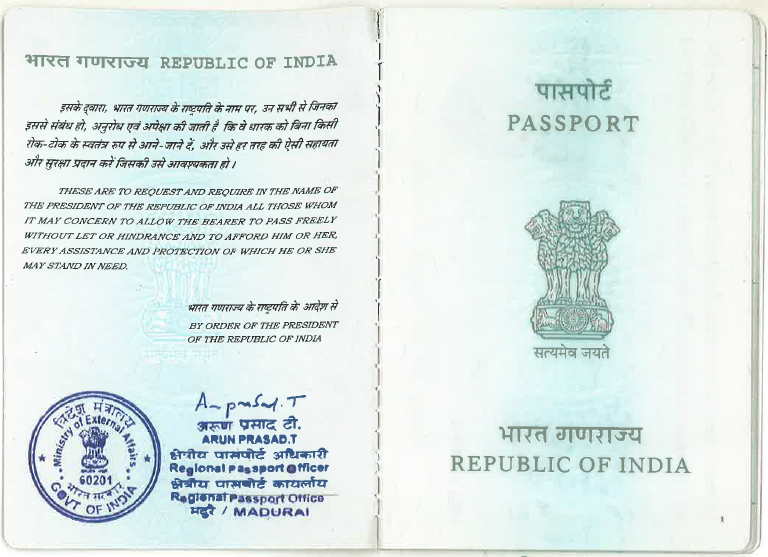 भारत गणराज्य REPUBLIC OF INDIA
इसके द्वारा, भारत गणराज्य के राष्ट्रपति के नाम पर, उन सभी से जिनका
इससे संबंध हो, अनुरोध एवं अपेक्षा की जाती है कि वे धारक को बिना किसी
रोक-टोक के स्वतंत्र रुप से आने-जाने दें, और उसे हर तरह की ऐसी सहायता
और सुरक्षा प्रदान करें जिसकी उसे आवश्यकता हो ।
THESE ARE TO REQUEST AND REQUIRE IN THE NAME OF
THE PRESIDENT OF THE REPUBLIC OF INDIA ALL THOSE WHOM
IT MAY CONCERN TO ALLOW THE BEARER TO PASS FREELY
WITHOUT LET OR HINDRANCE AND TO AFFORD HIM OR HER,
EVERY ASSISTANCE AND PROTECTION OF WHICH HE OR SHE
MAY STAND IN NEED.
भारत गणराज्य के राष्ट्रपति के आदेश से
BY ORDER OF THE PRESIDENT
OF THE REPUBLIC OF INDIA
सत्यमेव जयते
विदेश मंत्रालय
Ministry of External Affairs
60201
भारत सरकार
GOVT OF INDIA
अरूण प्रसाद टी.
ARUN PRASAD.T
क्षेत्रीय पासपोर्ट अधिकारी
Regional Passport Officer
क्षेत्रीय पासपोर्ट कार्यालय
Regional Passport Office
मदुरै / MADURAI
पासपोर्ट
PASSPORT
सत्यमेव जयते
भारत गणराज्य
REPUBLIC OF INDIA
1